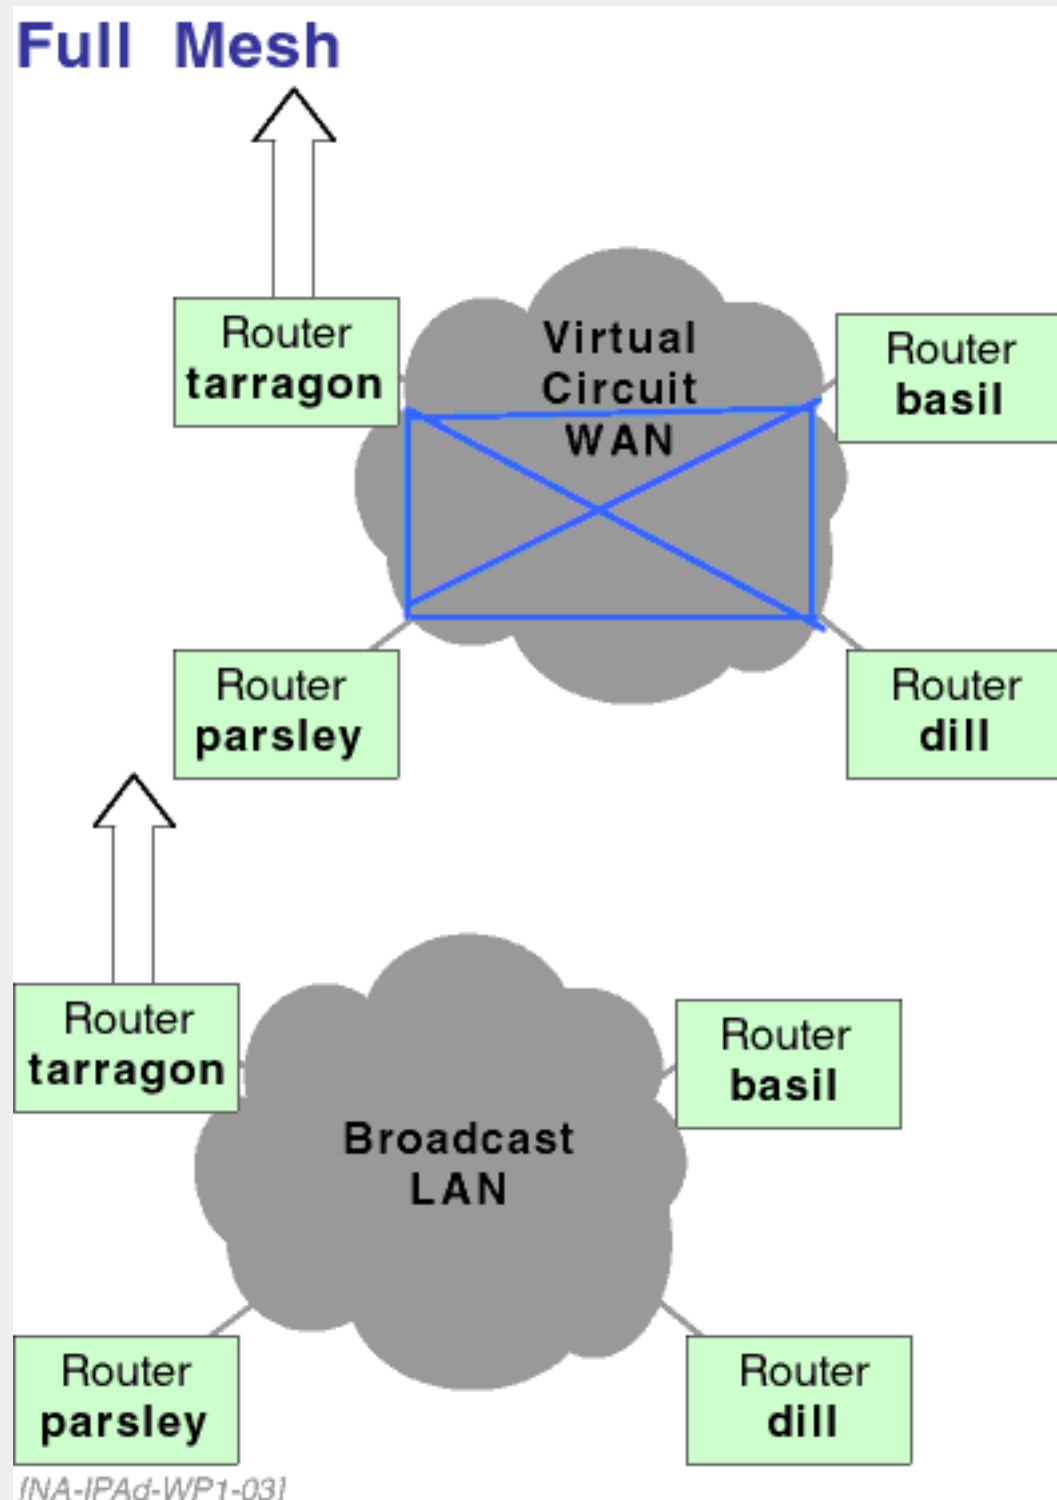 Full Mesh
Router
tarragon
Virtual
Circuit
WAN
Router
basil
Router
parsley
Router
dill
Router
tarragon
Broadcast
LAN
Router
basil
Router
parsley
Router
dill
[NA-IPAd-WP1-03]